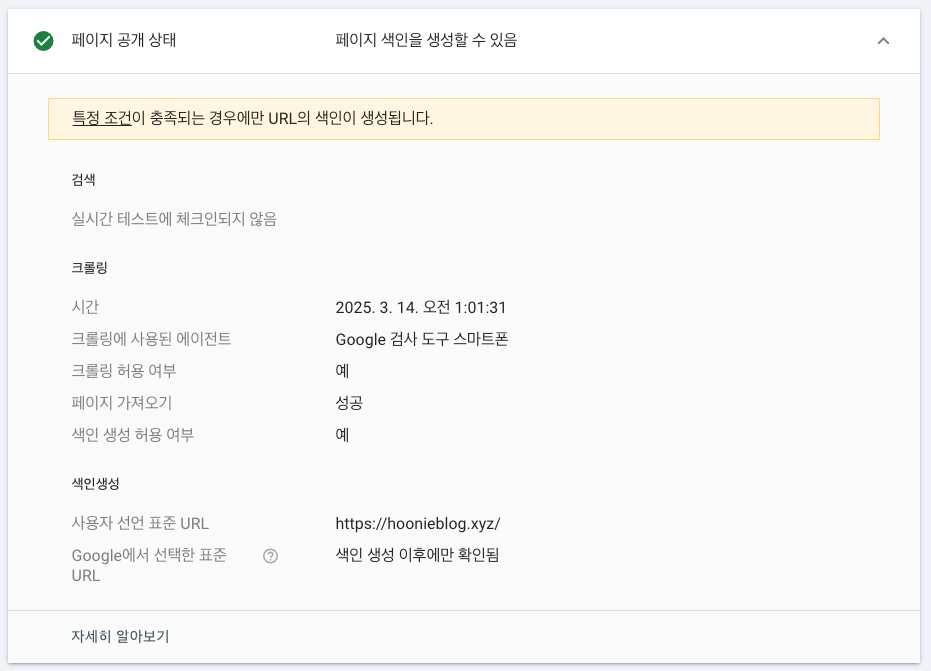 페이지 공개 상태 페이지 색인을 생성할 수 있음
특정 조건이 충족되는 경우에만 URL의 색인이 생성됩니다.
검색
실시간 테스트에 체크인되지 않음
크롤링
시간 2025. 3. 14. 오전 1:01:31
크롤링에 사용된 에이전트 Google 검사 도구 스마트폰
크롤링 허용 여부 예
페이지 가져오기 성공
색인 생성 허용 여부 예
색인생성
사용자 선언 표준 URL https://hoonieblog.xyz/
Google에서 선택한 표준 ? 색인 생성 이후에만 확인됨
URL
자세히 알아보기